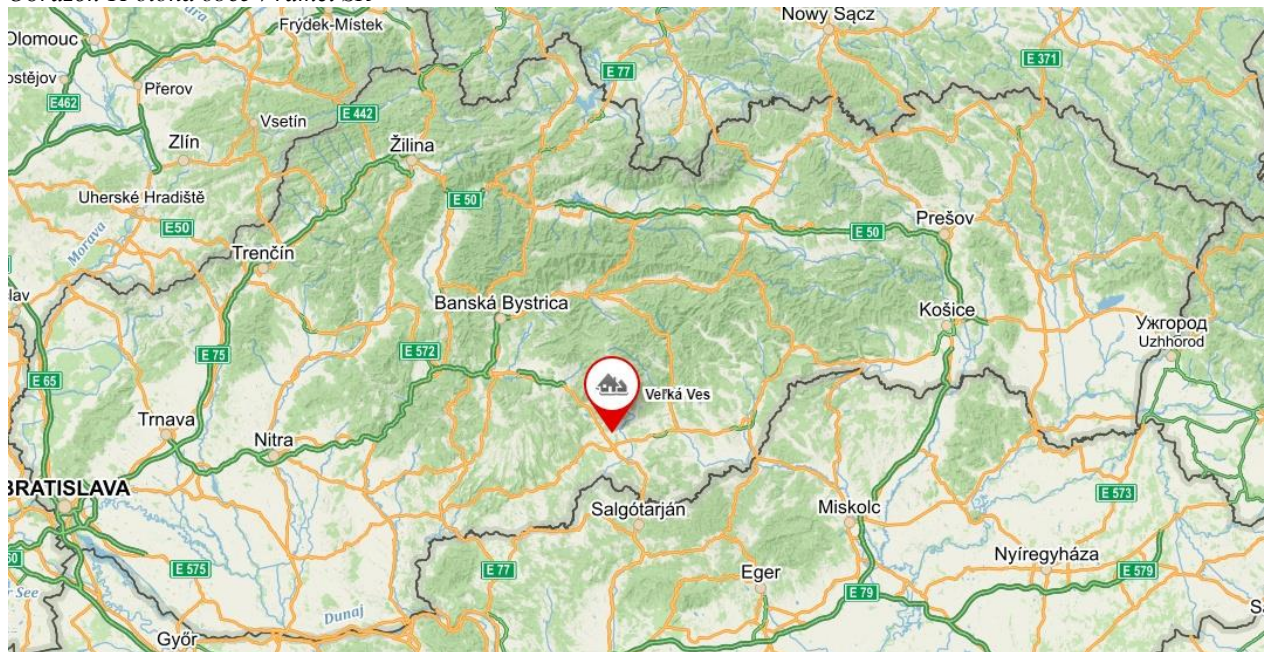 Nowy Sącz
Frýdek-Místek
Olomouc
E 371
E 77
Přerov
E462
E 442
Vsetín
Zlín
Žilina
Uherské Hradiště
E 50
Prešov
E50
E 50
Morava
Trenčín
Banská Bystrica
Košice
Ужгород
Uzhhorod
E 75
E 572
E 65
Veľká Ves
Trnava
Nitra
BRATISLAVA
E 573
Salgótarján
Miskolc
Nyíregyháza
E 575
E 77
Eger
E 579
E 79
Dunaj
Győr